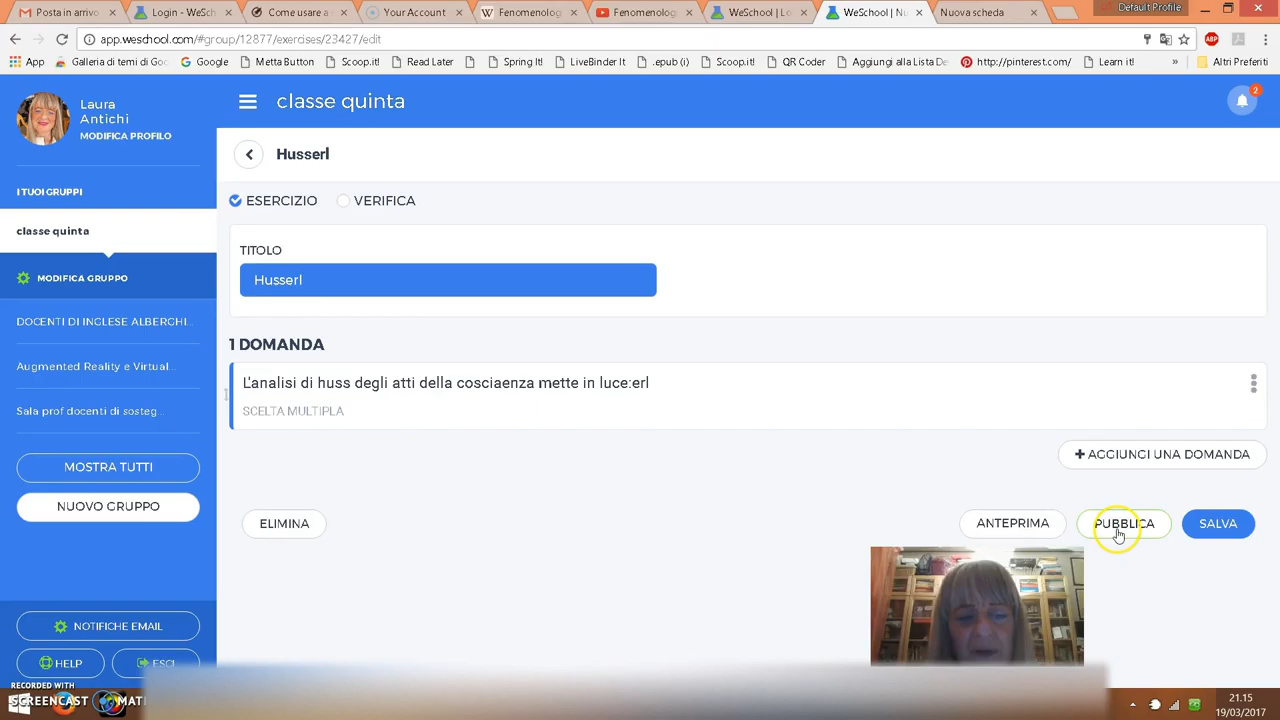 Default Profile
Posta in arrivo
Login - WeSch
Come usare a
Your Account
Fenomenolog
Fenomenolog
WeSchool | Lo
WeSchool | Nu
Nuova scheda
app.weschool.com/#group/12877/exercises/23427/edit
App
Galleria di temi di Goo
Google
Metta Button
Scoop.it!
Read Later
Spring It!
LiveBinder It
.epub (i)
Scoop.it!
QR Coder
Aggiungi alla Lista De
http://pinterest.com/
Learn it!
»
Altri Preferiti
Laura
Antichi
MODIFICA PROFILO
classe quinta
2
Husserl
I TUOI GRUPPI
ESERCIZIO
VERIFICA
classe quinta
TITOLO
MODIFICA GRUPPO
Husserl
DOCENTI DI INGLESE ALBERGHI...
1 DOMANDA
Augmented Reality e Virtual...
L'analisi di huss degli atti della cosciaenza mette in luce:erl
SCELTA MULTIPLA
Sala prof docenti di sosteg...
+ AGGIUNGI UNA DOMANDA
MOSTRA TUTTI
NUOVO GRUPPO
ELIMINA
ANTEPRIMA
PUBBLICA
SALVA
NOTIFICHE EMAIL
HELP
ESCI
RECORDED WITH
SCREENCAST
MATI
21.15
19/03/2017